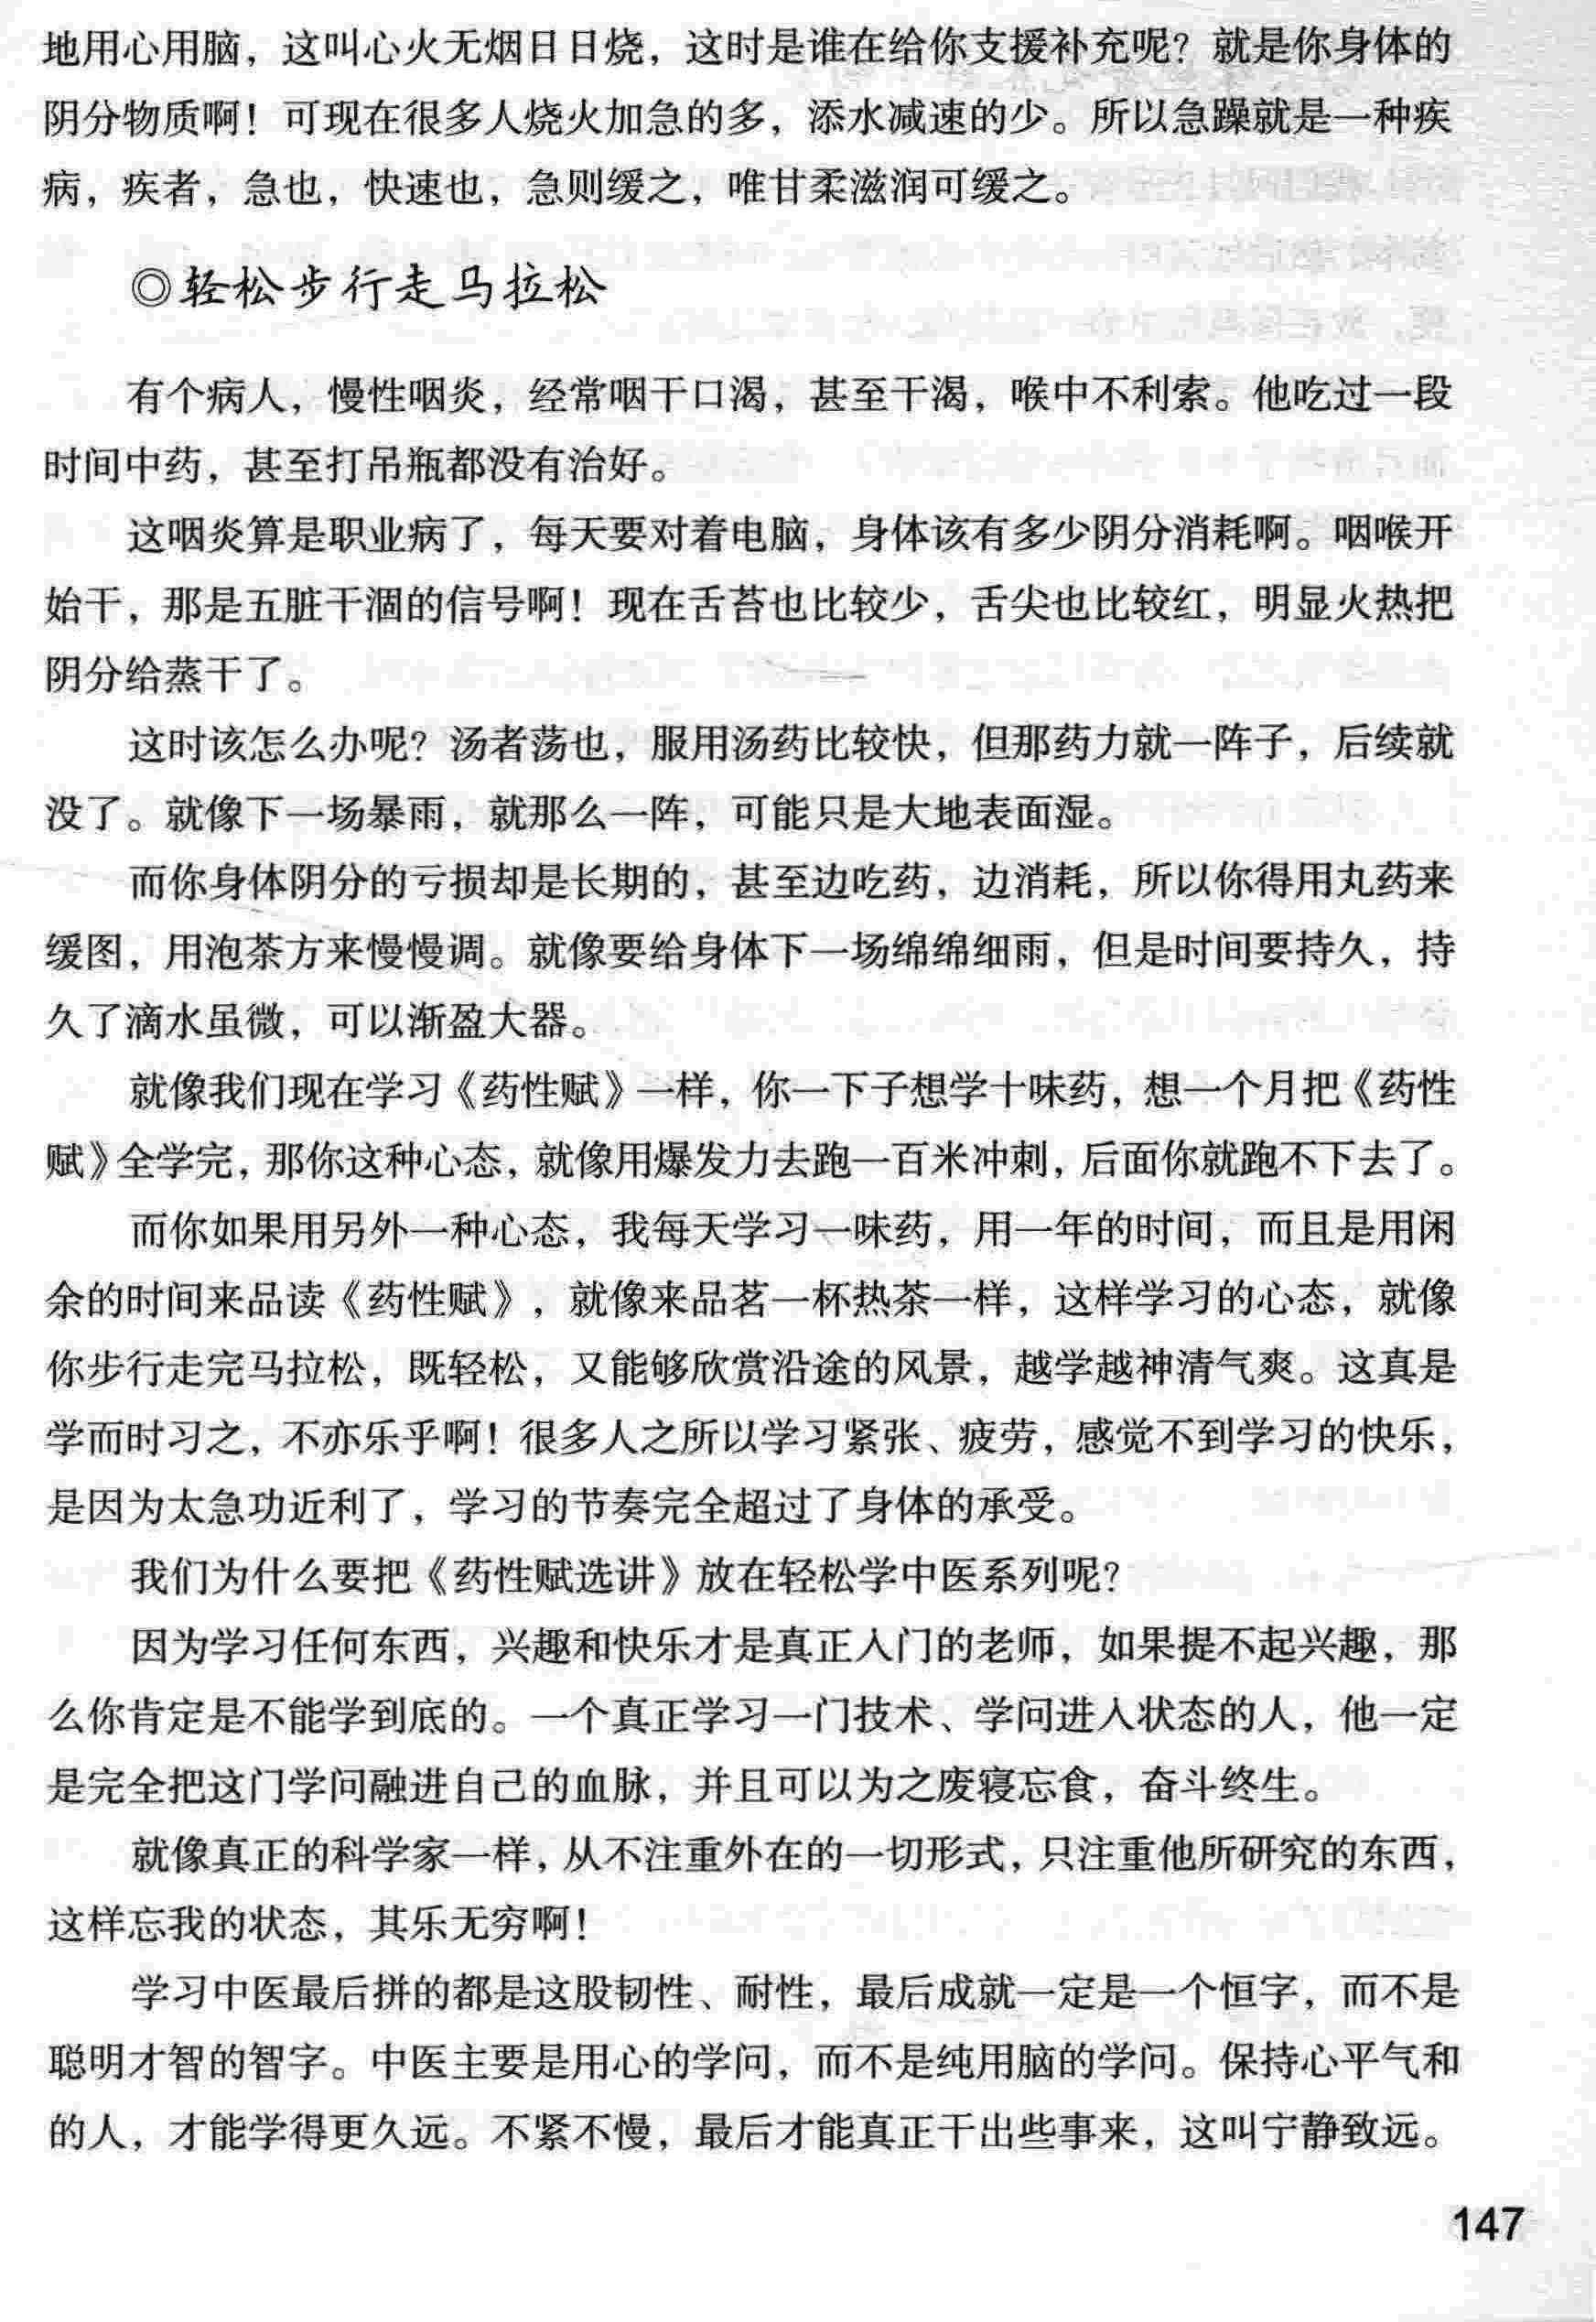 地用心用脑，这叫心火无烟日日烧，这时是谁在给你支援补充呢？就是你身体的
阴分物质啊！可现在很多人烧火加急的多，添水减速的少。所以急躁就是一种疾
病，疾者，急也，快速也，急则缓之，唯甘柔滋润可缓之。
◎轻松步行走马拉松
有个病人，慢性咽炎，经常咽干口渴，甚至干渴，喉中不利索。他吃过一段
时间中药，甚至打吊瓶都没有治好。
这咽炎算是职业病了，每天要对着电脑，身体该有多少阴分消耗啊。咽喉开
始干，那是五脏干涸的信号啊！现在舌苔也比较少，舌尖也比较红，明显火热把
阴分给蒸干了。
这时该怎么办呢？汤者荡也，服用汤药比较快，但那药力就一阵子，后续就
没了。就像下一场暴雨，就那么一阵，可能只是大地表面湿。
而你身体阴分的亏损却是长期的，甚至边吃药，边消耗，所以你得用丸药来
缓图，用泡茶方来慢慢调。就像要给身体下一场绵绵细雨，但是时间要持久，持
久了滴水虽微，可以渐盈大器。
就像我们现在学习《药性赋》一样，你一下子想学十味药，想一个月把《药性
赋》全学完，那你这种心态，就像用爆发力去跑一百米冲刺，后面你就跑不下去了。
而你如果用另外一种心态，我每天学习一味药，用一年的时间，而且是用闲
余的时间来品读《药性赋》，就像来品茗一杯热茶一样，这样学习的心态，就像
你步行走完马拉松，既轻松，又能够欣赏沿途的风景，越学越神清气爽。这真是
学而时习之，不亦乐乎啊！很多人之所以学习紧张、疲劳，感觉不到学习的快乐，
是因为太急功近利了，学习的节奏完全超过了身体的承受。
我们为什么要把《药性赋选讲》放在轻松学中医系列呢？
因为学习任何东西，兴趣和快乐才是真正入门的老师，如果提不起兴趣，那
么你肯定是不能学到底的。一个真正学习一门技术、学问进入状态的人，他一定
是完全把这门学问融进自己的血脉，并且可以为之废寝忘食，奋斗终生。
就像真正的科学家一样，从不注重外在的一切形式，只注重他所研究的东西，
这样忘我的状态，其乐无穷啊！
学习中医最后拼的都是这股韧性、耐性，最后成就一定是一个恒字，而不是
聪明才智的智字。中医主要是用心的学问，而不是纯用脑的学问。保持心平气和
的人，才能学得更久远。不紧不慢，最后才能真正干出些事来，这叫宁静致远。
147